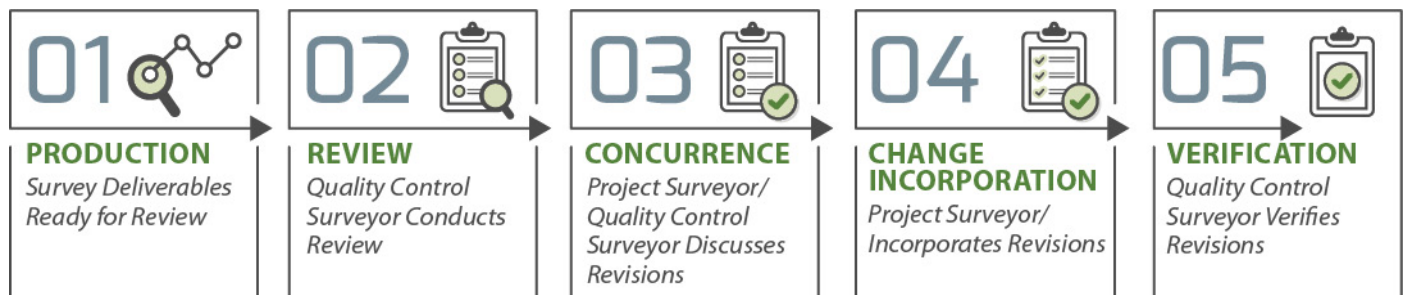 01
PRODUCTION
Survey Deliverables
Ready for Review
02
REVIEW
Quality Control
Surveyor Conducts
Review
03
CONCURRENCE
Project Surveyor/
Quality Control
Surveyor Discusses
Revisions
04
CHANGE
INCORPORATION
Project Surveyor/
Incorporates Revisions
05
VERIFICATION
Quality Control
Surveyor Verifies
Revisions